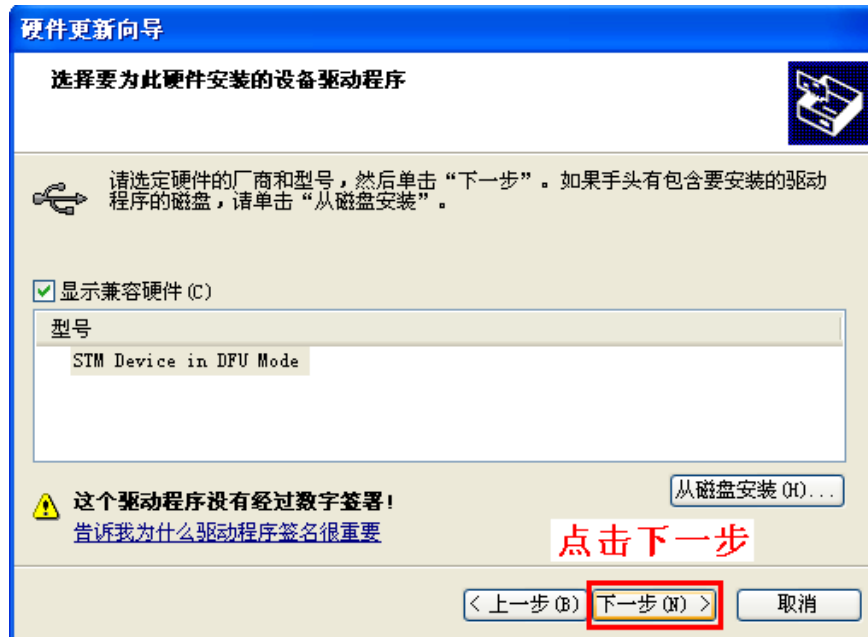 硬件更新向导
选择要为此硬件安装的设备驱动程序
请选定硬件的厂商和型号，然后单击“下一步”。如果手头有包含要安装的驱动
程序的磁盘，请单击“从磁盘安装”。
显示兼容硬件(C)
型号
STM Device in DFU Mode
这个驱动程序没有经过数字签署!
从磁盘安装(H)...
告诉我为什么驱动程序签名很重要
点击下一步
< 上一步(B) 下一步(N) > 取消